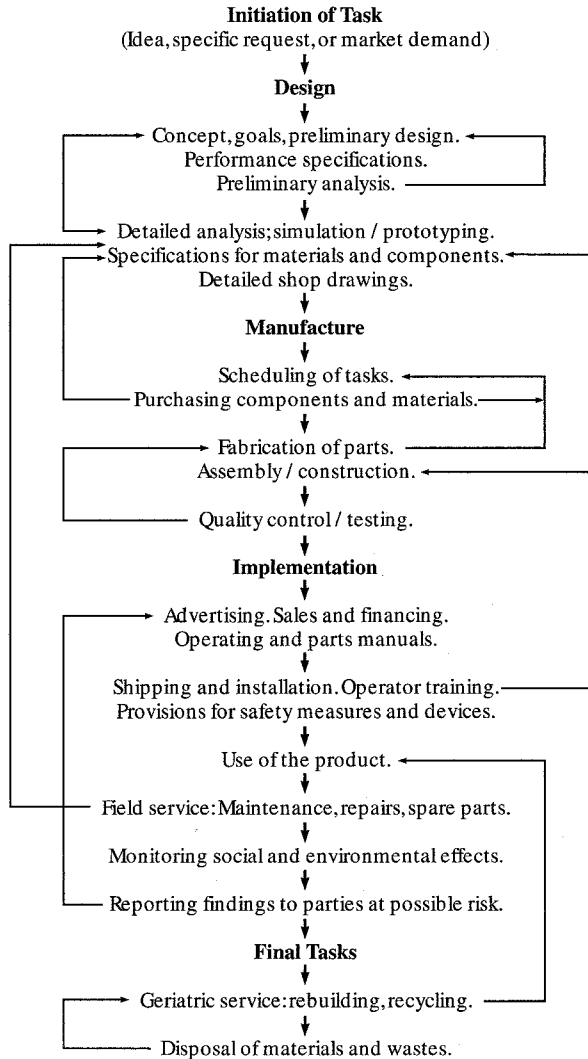 Initiation of Task
(Idea, specific request, or market demand)
Design
Concept, goals, preliminary design.
Performance specifications.
Preliminary analysis.
Detailed analysis; simulation / prototyping.
Specifications for materials and components.
Detailed shop drawings.
Manufacture
Scheduling of tasks.
Purchasing components and materials.
Fabrication of parts.
Assembly / construction.
Quality control / testing.
Implementation
Advertising. Sales and financing.
Operating and parts manuals.
Shipping and installation. Operator training.
Provisions for safety measures and devices.
Use of the product.
Field service: Maintenance, repairs, spare parts.
Monitoring social and environmental effects.
Reporting findings to parties at possible risk.
Final Tasks
Geriatric service: rebuilding, recycling.
Disposal of materials and wastes.